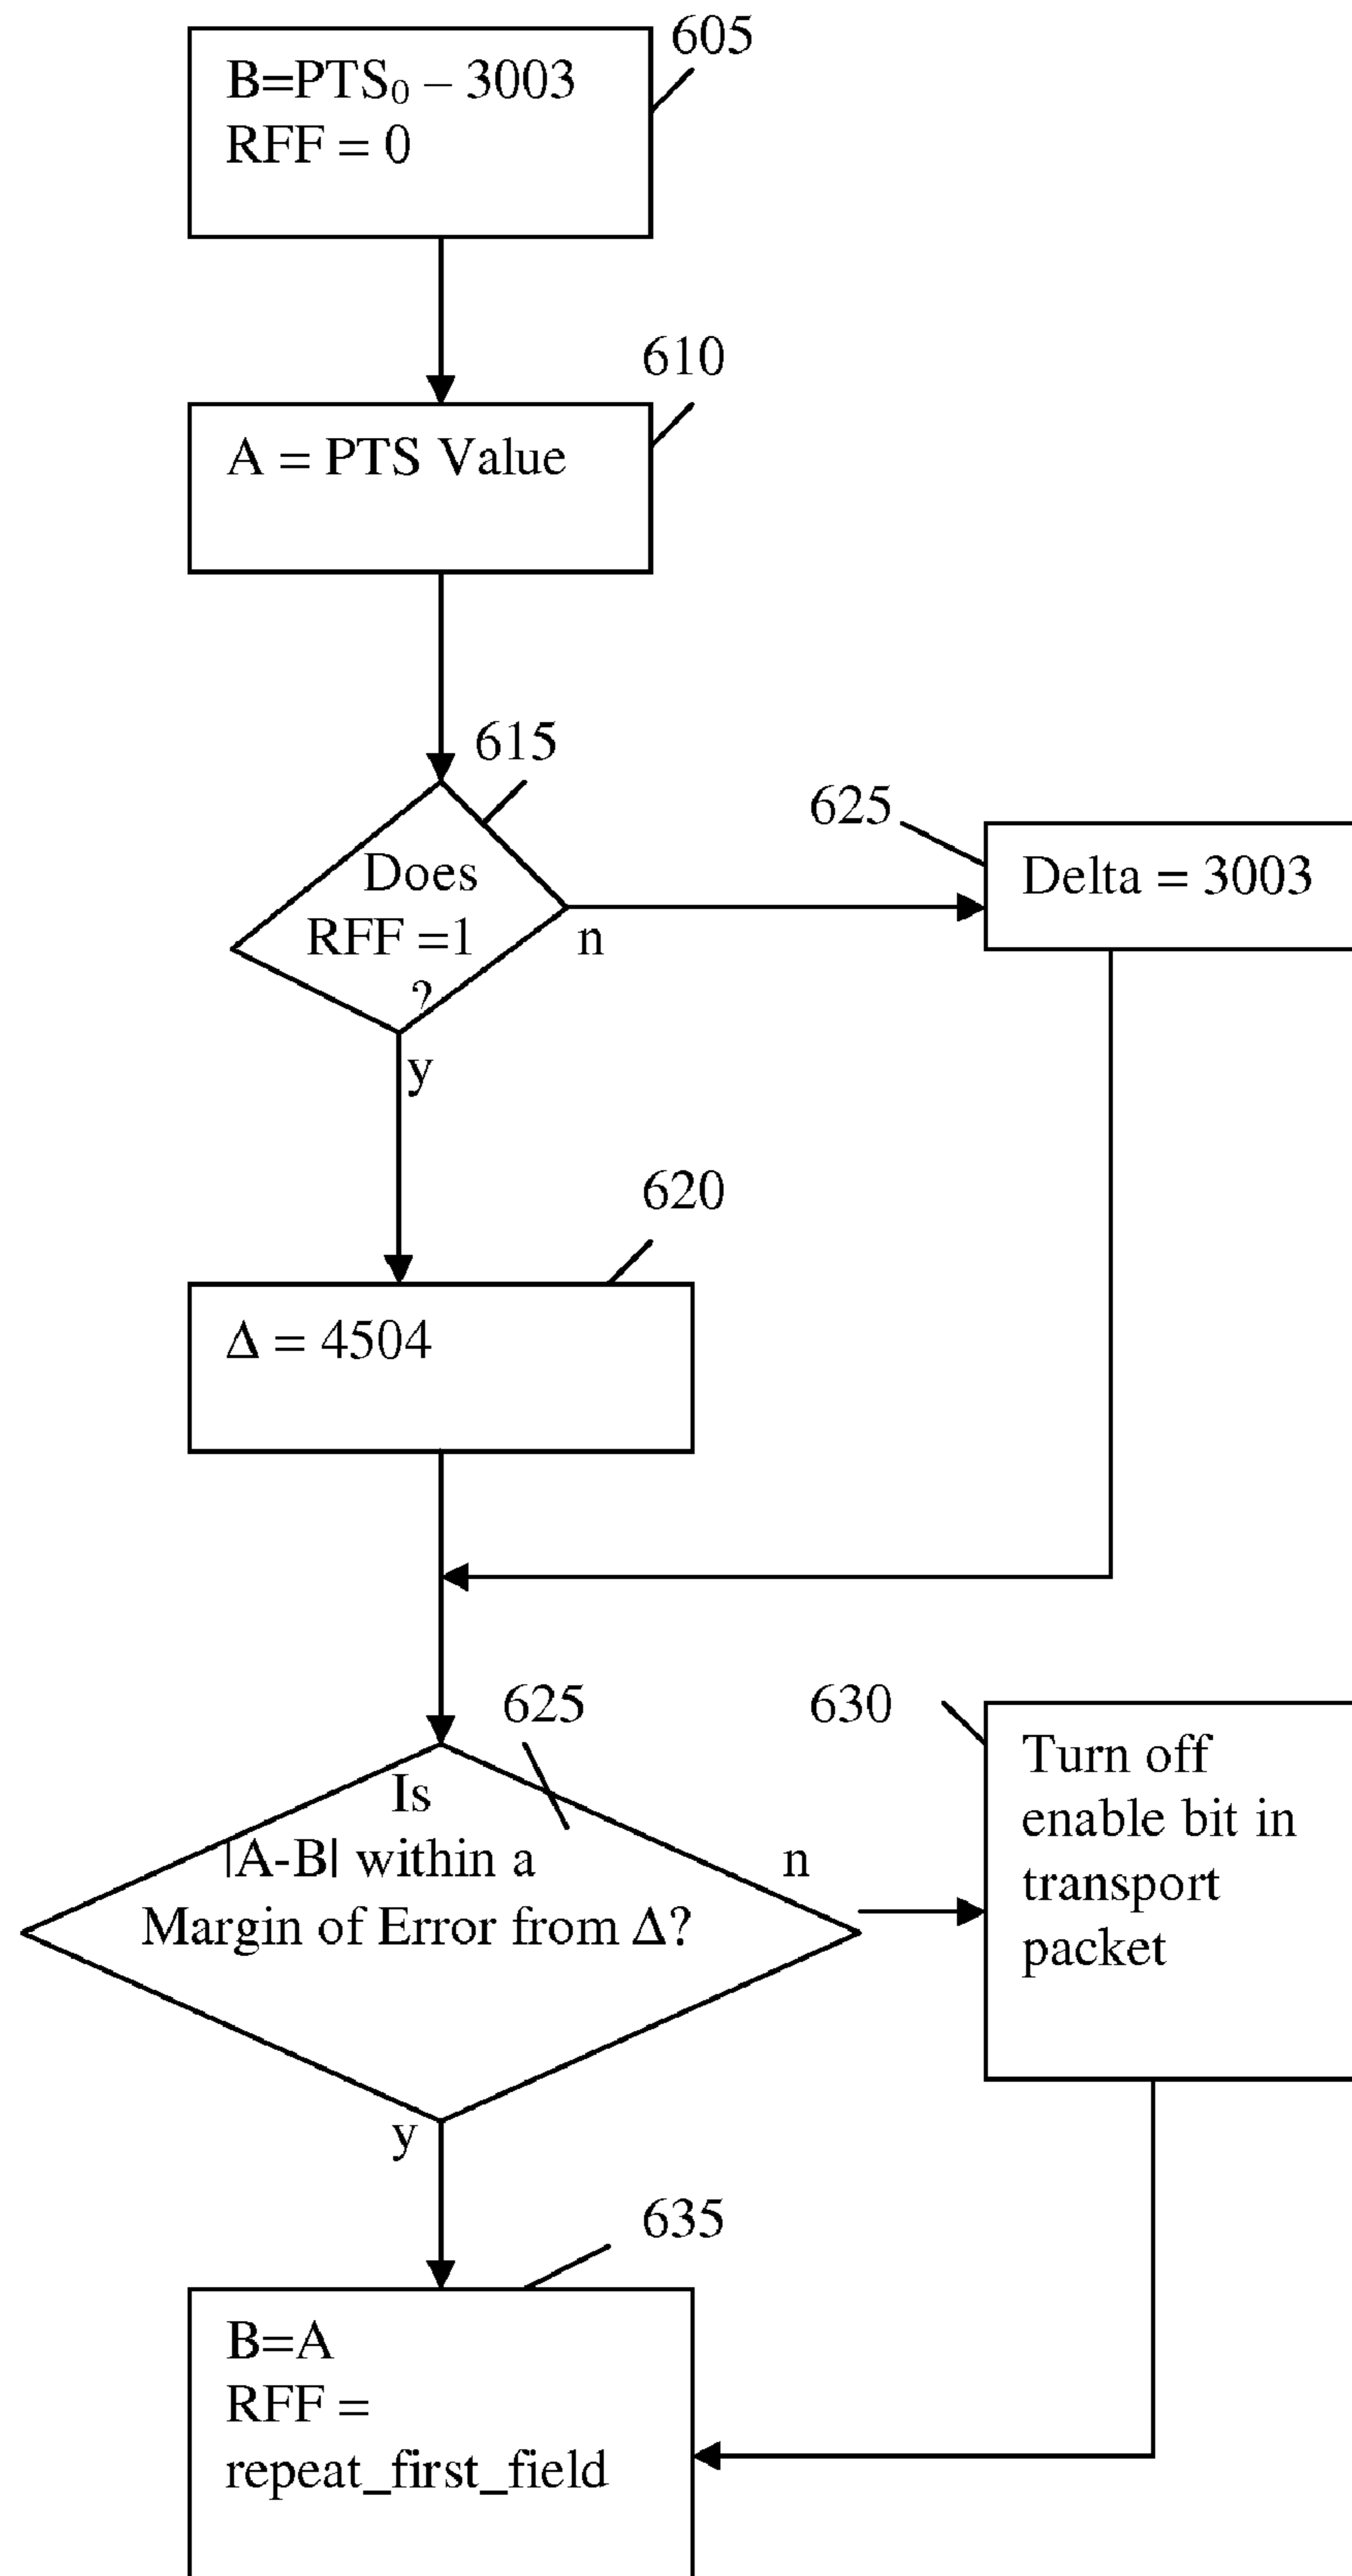 605
B=PTS₀ – 3003
RFF = 0
610
A = PTS Value
615
Does
RFF =1
?
n
y
625
Delta = 3003
620
Δ = 4504
625
Is
|A-B| within a
Margin of Error from Δ?
n
y
630
Turn off
enable bit in
transport
packet
635
B=A
RFF =
repeat_first_field